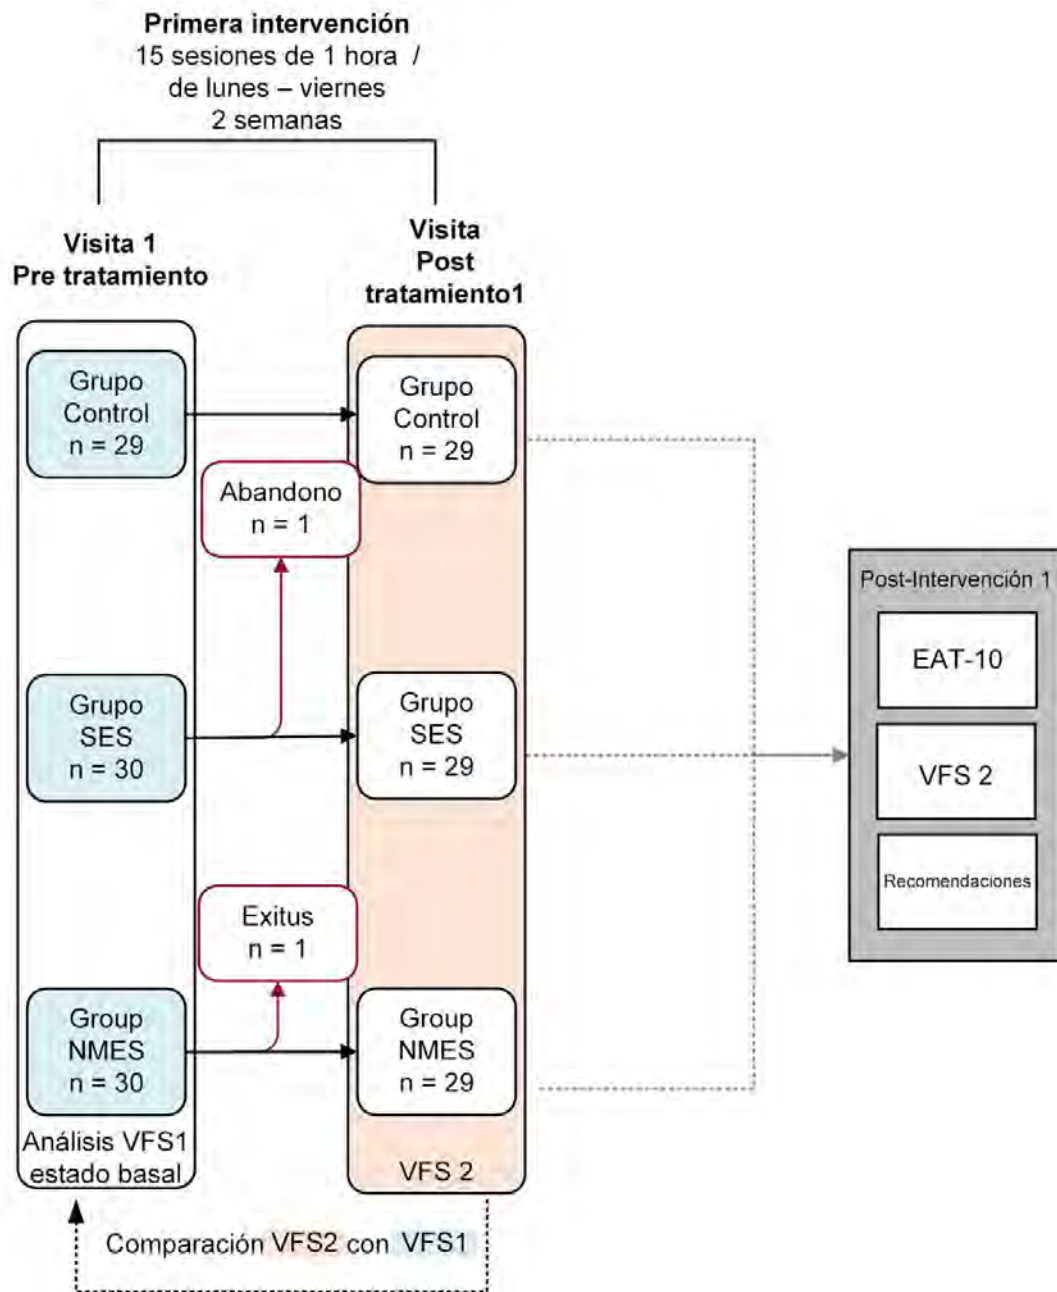 Primera intervención
15 sesiones de 1 hora /
de lunes – viernes
2 semanas
Visita 1
Pre tratamiento
Visita
Post
tratamiento1
Grupo
Control
n = 29
Grupo
Control
n = 29
Abandono
n = 1
Grupo
SES
n = 30
Grupo
SES
n = 29
Exitus
n = 1
Group
NMES
n = 30
Group
NMES
n = 29
Análisis VFS1
estado basal
VFS 2
Comparación VFS2 con VFS1
Post-Intervención 1
EAT-10
VFS 2
Recomendaciones